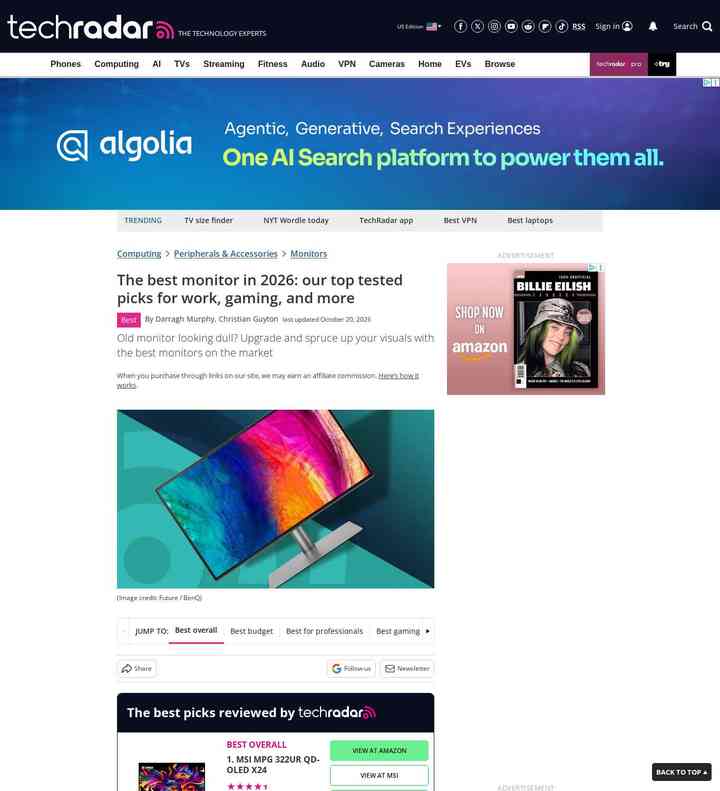 techradar THE TECHNOLOGY EXPERTS
US Edition
RSS
Sign in
Search
Phones Computing AI TVs Streaming Fitness Audio VPN Cameras Home EVs Browse
techradar pro
algolia
Agentic, Generative, Search Experiences
One AI Search platform to power them all.
TRENDING TV size finder NYT Wordle today TechRadar app Best VPN Best laptops
Computing > Peripherals & Accessories > Monitors
The best monitor in 2026: our top tested
picks for work, gaming, and more
Best By Darragh Murphy, Christian Guyton last updated October 20, 2025
Old monitor looking dull? Upgrade and spruce up your visuals with
the best monitors on the market
When you purchase through links on our site, we may earn an affiliate commission. Here's how it
works.
ADVERTISEMENT
SHOP NOW
ON
amazon
100% UNOFFICIAL
BILLIE EILISH
(Image credit: Future / BenQ)
JUMP TO: Best overall Best budget Best for professionals Best gaming
Share
Follow us
Newsletter
The best picks reviewed by techradar
BEST OVERALL
1. MSI MPG 322UR QD-
OLED X24
VIEW AT AMAZON
VIEW AT MSI
BACK TO TOP
ADVERTISEMENT